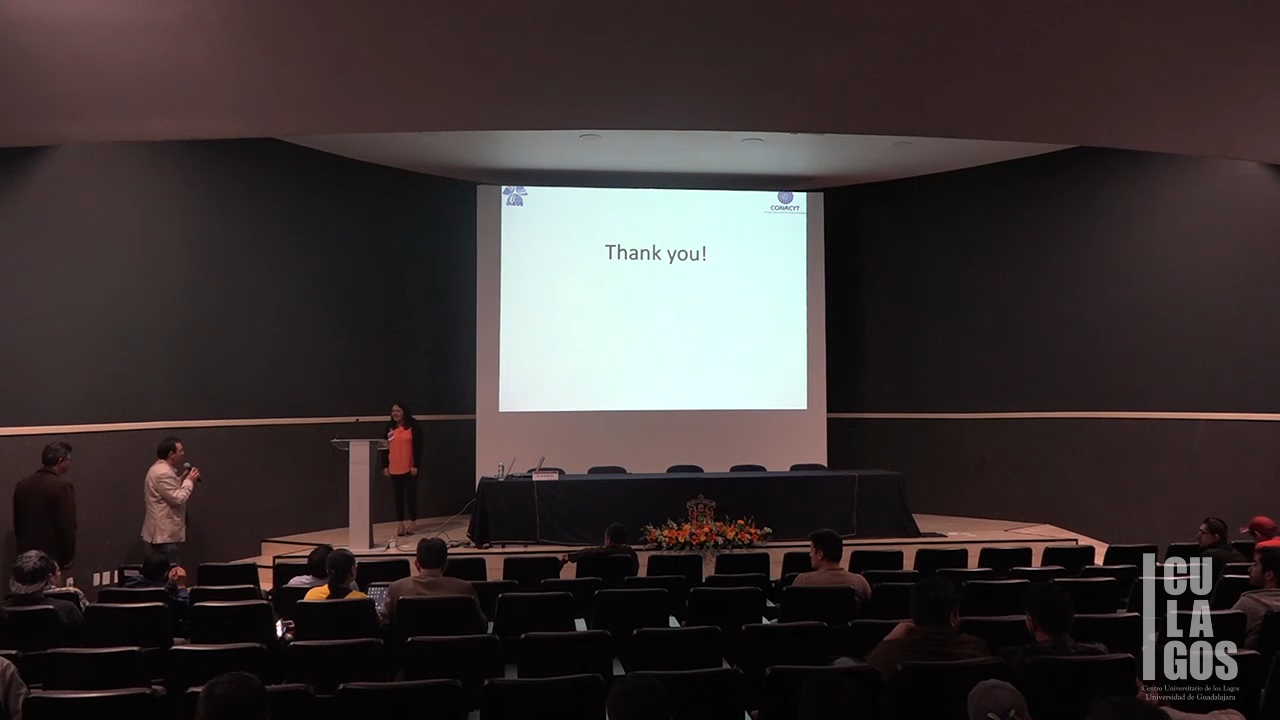 CONACYT
Thank you!
CU
LA
GOS
Centro Universitario de los Lagos
Universidad de Guadalajara